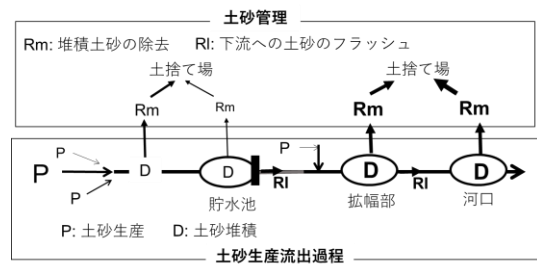 土砂管理
Rm: 堆積土砂の除去 RI: 下流への土砂のフラッシュ
土捨て場 土捨て場
Rm Rm Rm Rm
P P P P
D D D D
RI RI
貯水池 拡幅部 河口
P: 土砂生産 D: 土砂堆積
土砂生産流出過程